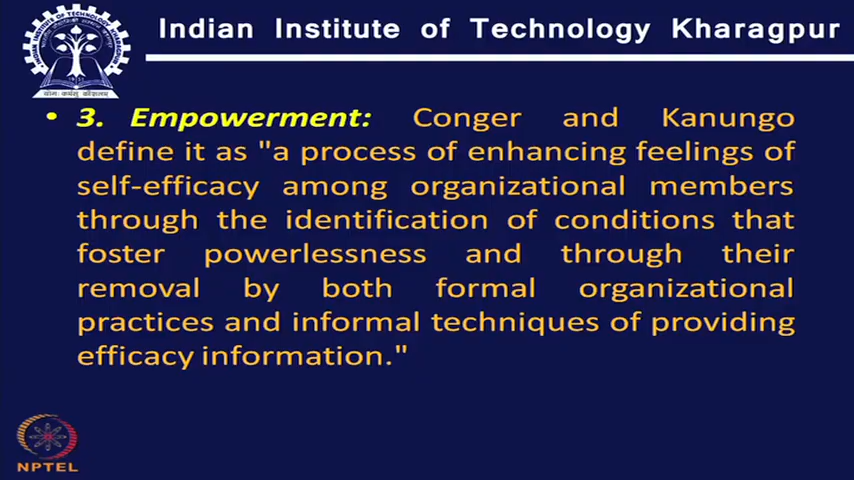 Indian Institute of Technology Kharagpur
• 3. Empowerment: Conger and Kanungo
define it as "a process of enhancing feelings of
self-efficacy among organizational members
through the identification of conditions that
foster powerlessness and through their
removal by both formal organizational
practices and informal techniques of providing
efficacy information."
NPTEL